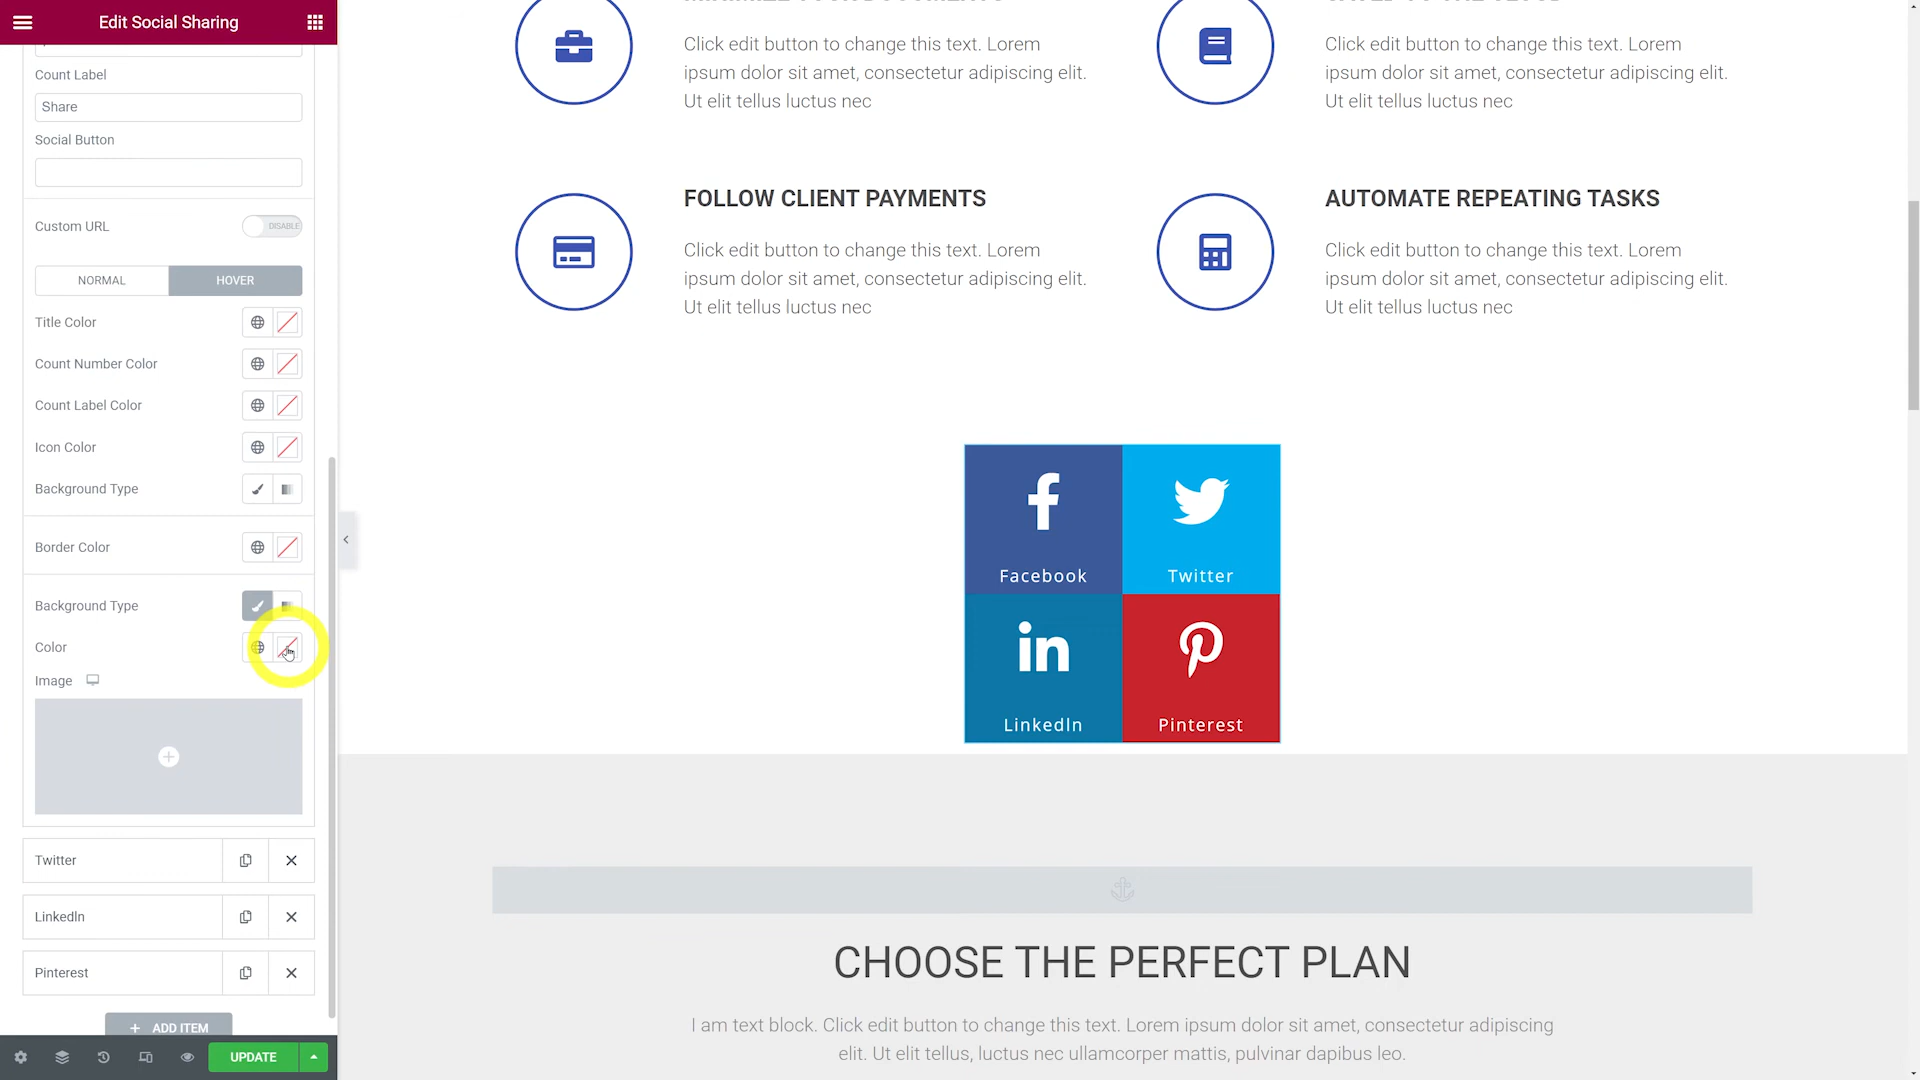 Edit Social Sharing
Count Label
Share
Social Button
Custom URL
DISABLE
NORMAL
HOVER
Title Color
Count Number Color
Count Label Color
Icon Color
Background Type
Border Color
Background Type
Color
Image
Twitter
LinkedIn
Pinterest
ADD ITEM
UPDATE
Click edit button to change this text. Lorem
ipsum dolor sit amet, consectetur adipiscing elit.
Ut elit tellus luctus nec
Click edit button to change this text. Lorem
ipsum dolor sit amet, consectetur adipiscing elit.
Ut elit tellus luctus nec
FOLLOW CLIENT PAYMENTS
Click edit button to change this text. Lorem
ipsum dolor sit amet, consectetur adipiscing elit.
Ut elit tellus luctus nec
AUTOMATE REPEATING TASKS
Click edit button to change this text. Lorem
ipsum dolor sit amet, consectetur adipiscing elit.
Ut elit tellus luctus nec
Facebook
Twitter
LinkedIn
Pinterest
CHOOSE THE PERFECT PLAN
I am text block. Click edit button to change this text. Lorem ipsum dolor sit amet, consectetur adipiscing
elit. Ut elit tellus, luctus nec ullamcorper mattis, pulvinar dapibus leo.